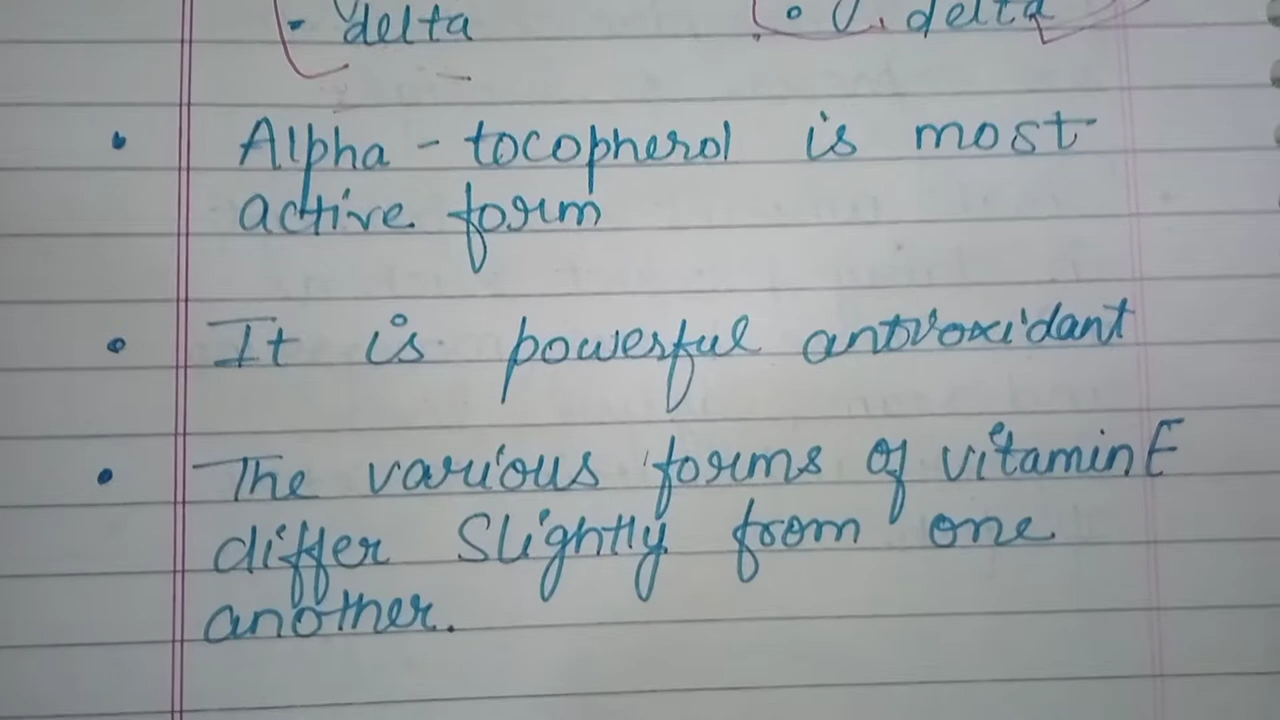 • delta
• delta
• Alpha - tocopherol is most
active form
• It is powerful antioxidant
• The various forms of vitamin E
differ Slightly from one
another.